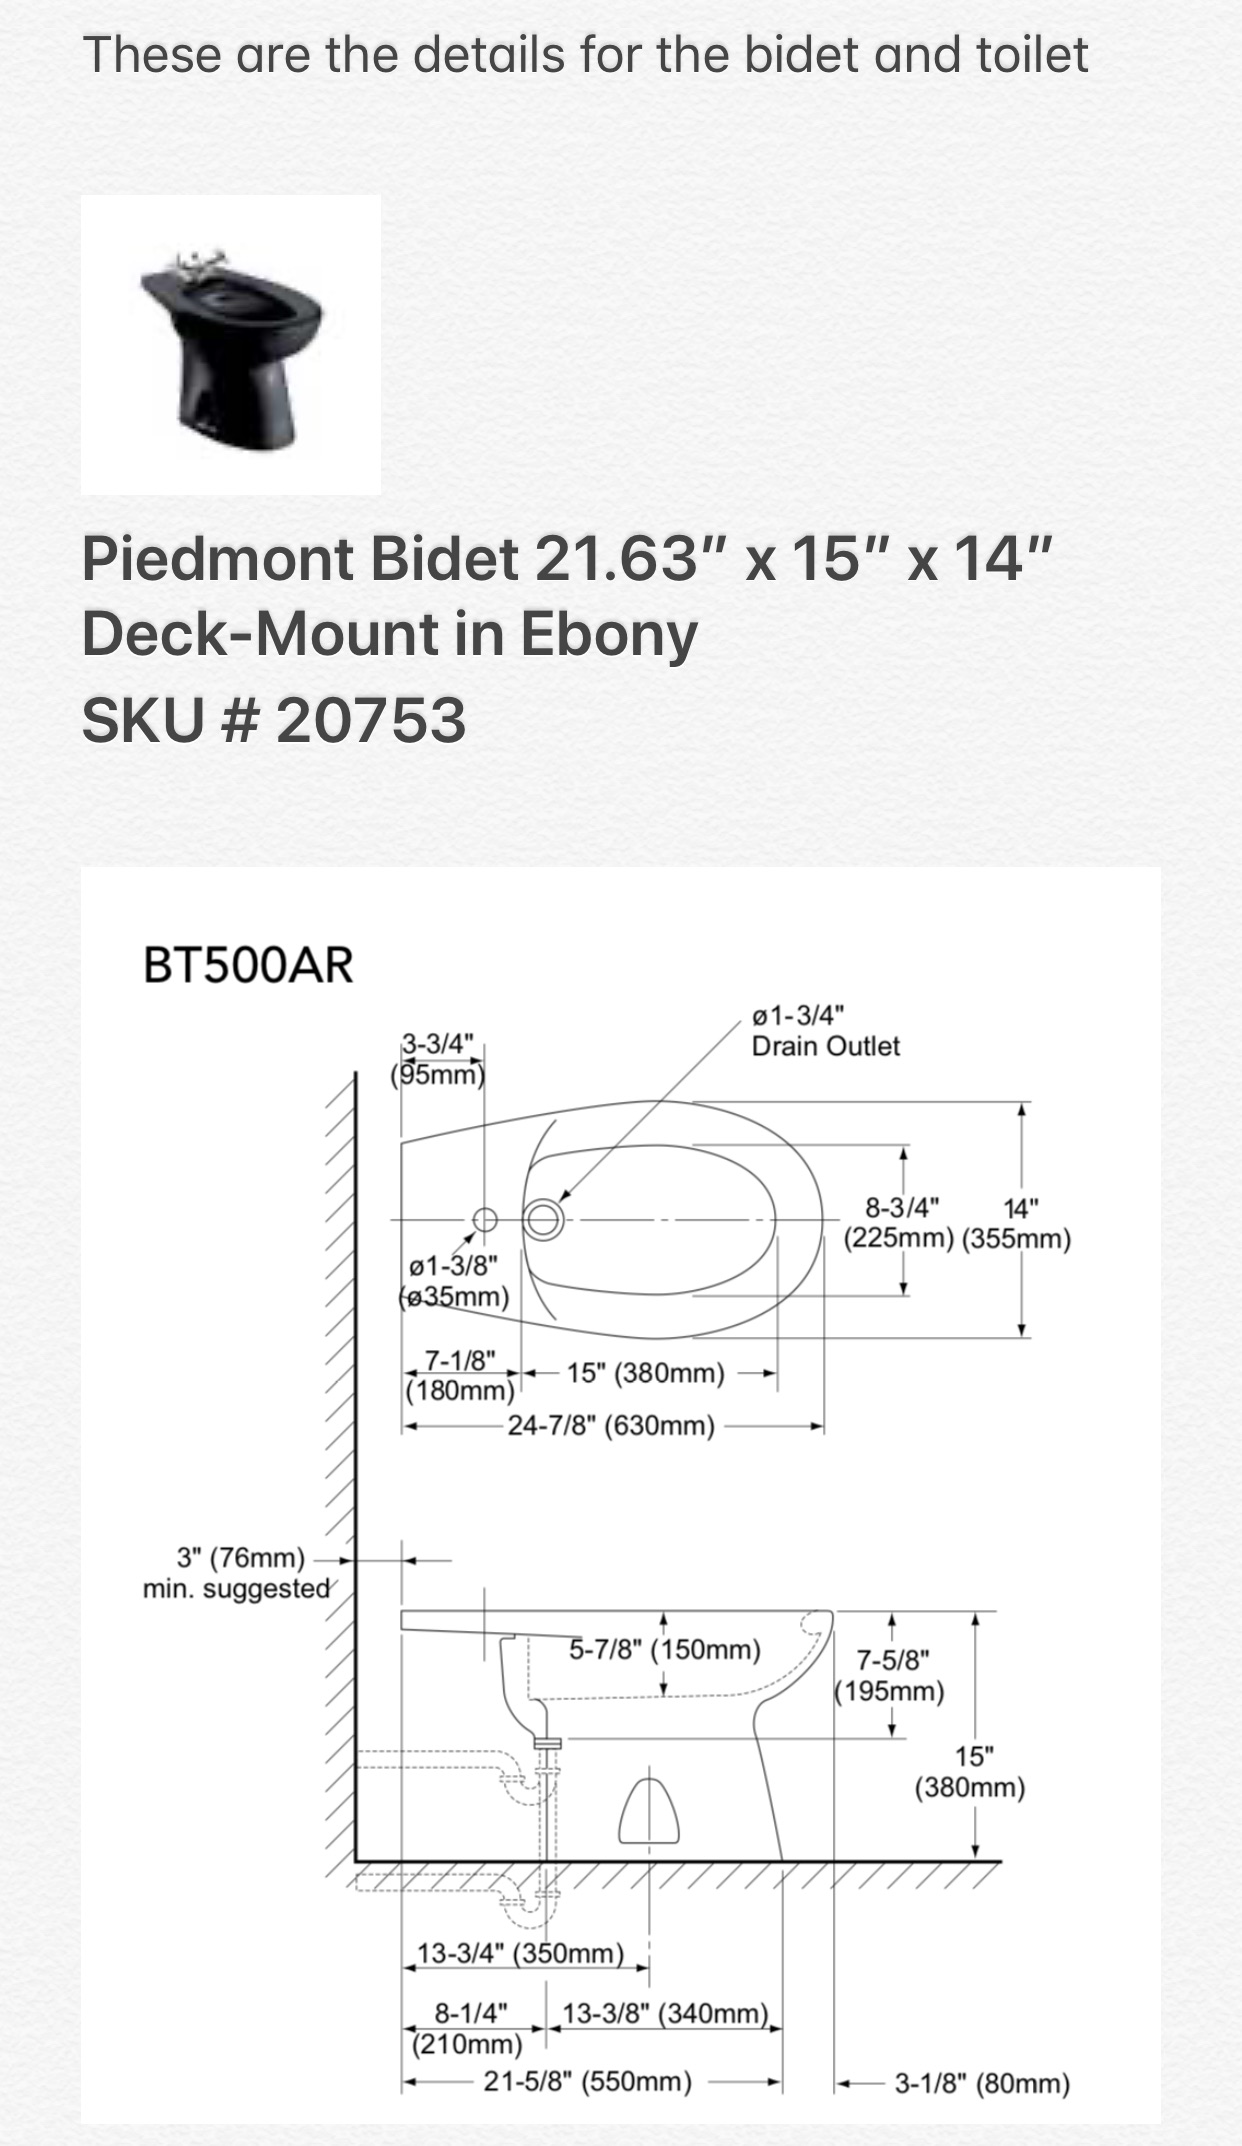 These are the details for the bidet and toilet
Piedmont Bidet 21.63” x 15” x 14”
Deck-Mount in Ebony
SKU # 20753
BT500AR
ø1-3/4"
Drain Outlet
3-3/4"
(95mm)
8-3/4"
(225mm)
14"
(355mm)
ø1-3/8"
(ø35mm)
7-1/8"
(180mm)
15" (380mm)
24-7/8" (630mm)
3" (76mm)
min. suggested
5-7/8" (150mm)
7-5/8"
(195mm)
15"
(380mm)
13-3/4" (350mm)
8-1/4"
(210mm)
13-3/8" (340mm)
21-5/8" (550mm)
3-1/8" (80mm)